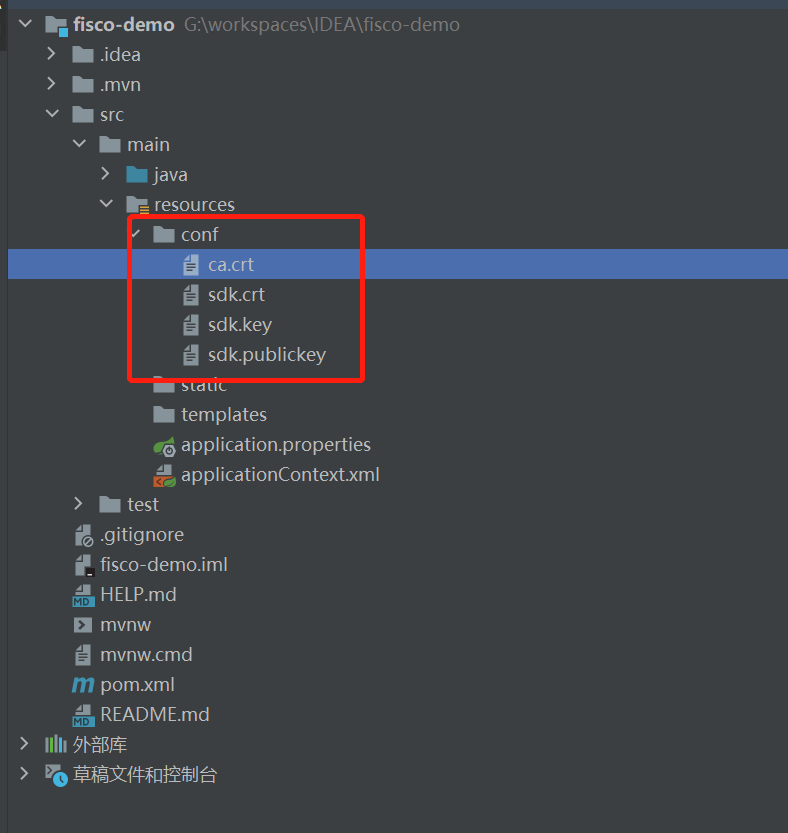 fisco-demo G:\workspaces\IDEA\fisco-demo
.idea
.mvn
src
main
java
resources
conf
ca.crt
sdk.crt
sdk.key
sdk.publickey
static
templates
application.properties
applicationContext.xml
test
.gitignore
fisco-demo.iml
HELP.md
mvnw
mvnw.cmd
pom.xml
README.md
外部库
草稿文件和控制台